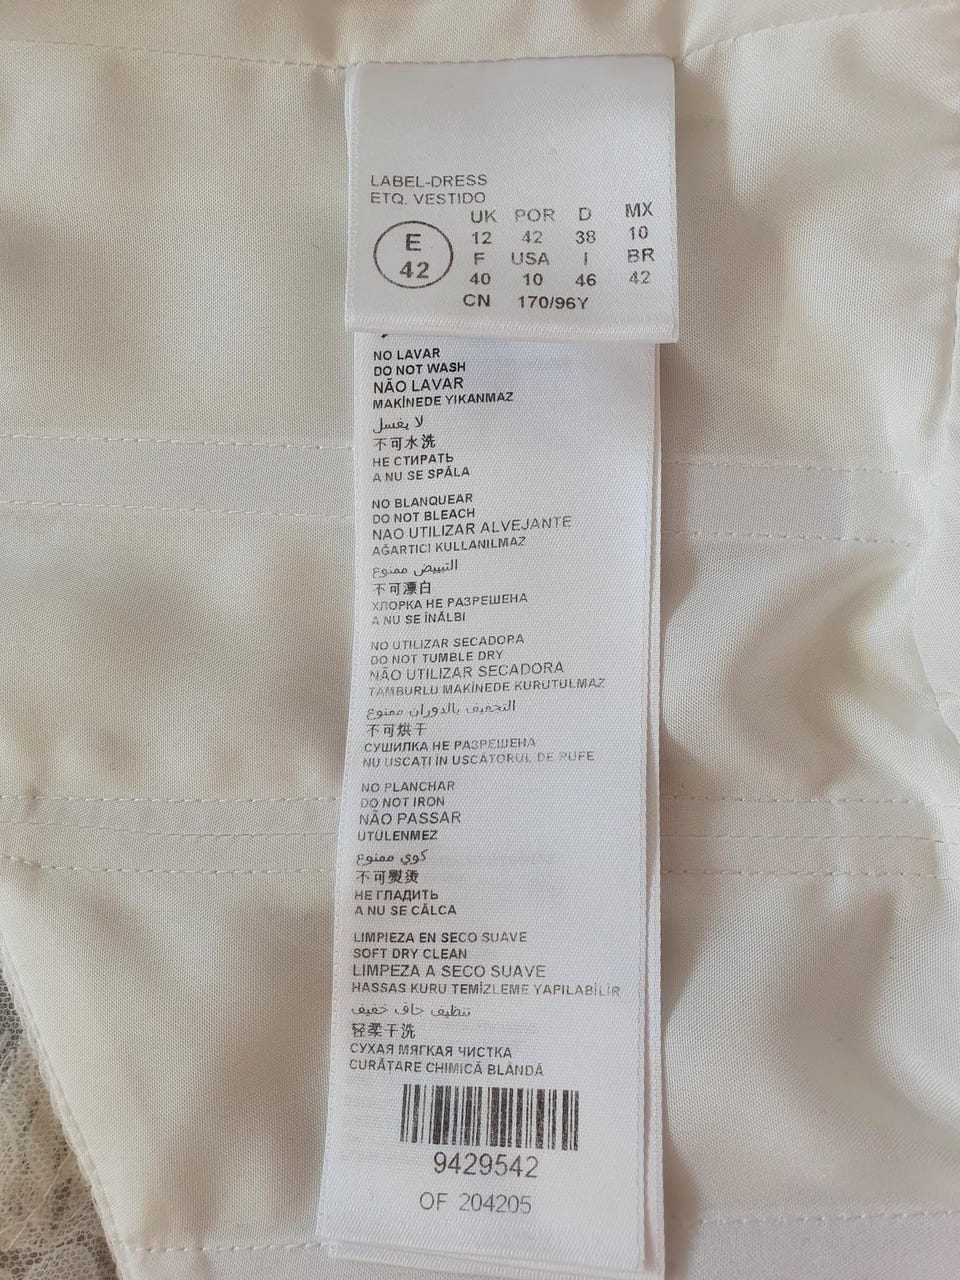 LABEL-DRESS
ETQ. VESTIDO
E 42
UK POR D MX
12 42 38 10
F USA I BR
40 10 46 42
CN 170/96Y
NO LAVAR
DO NOT WASH
NÃO LAVAR
MAKİNEDE YIKANMAZ
لا يغسل
不可水洗
НЕ СТИРАТЬ
A NU SE SPĂLA
NO BLANQUEAR
DO NOT BLEACH
NAO UTILIZAR ALVEJANTE
AĞARTICI KULLANILMAZ
التبييض ممنوع
不可漂白
ХЛОРКА НЕ РАЗРЕШЕНА
A NU SE ÎNĂLBI
NO UTILIZAR SECADORA
DO NOT TUMBLE DRY
NÃO UTILIZAR SECADORA
TAMBURLU MAKİNEDE KURUTULMAZ
التجفيف بالدوران ممنوع
不可烘干
СУШИЛКА НЕ РАЗРЕШЕНА
NU USCATI IN USCĂTORUL DE RUFE
NO PLANCHAR
DO NOT IRON
NÃO PASSAR
UTÜLENMEZ
كوي ممنوع
不可熨烫
НЕ ГЛАДИТЬ
A NU SE CĂLCA
LIMPIEZA EN SECO SUAVE
SOFT DRY CLEAN
LIMPEZA A SECO SUAVE
HASSAS KURU TEMİZLEME YAPILABİLİR
تنظيف جاف خفيف
轻柔干洗
СУХАЯ МЯГКАЯ ЧИСТКА
CURĂTARE CHIMICĂ BLÂNDĂ
9429542
OF 204205